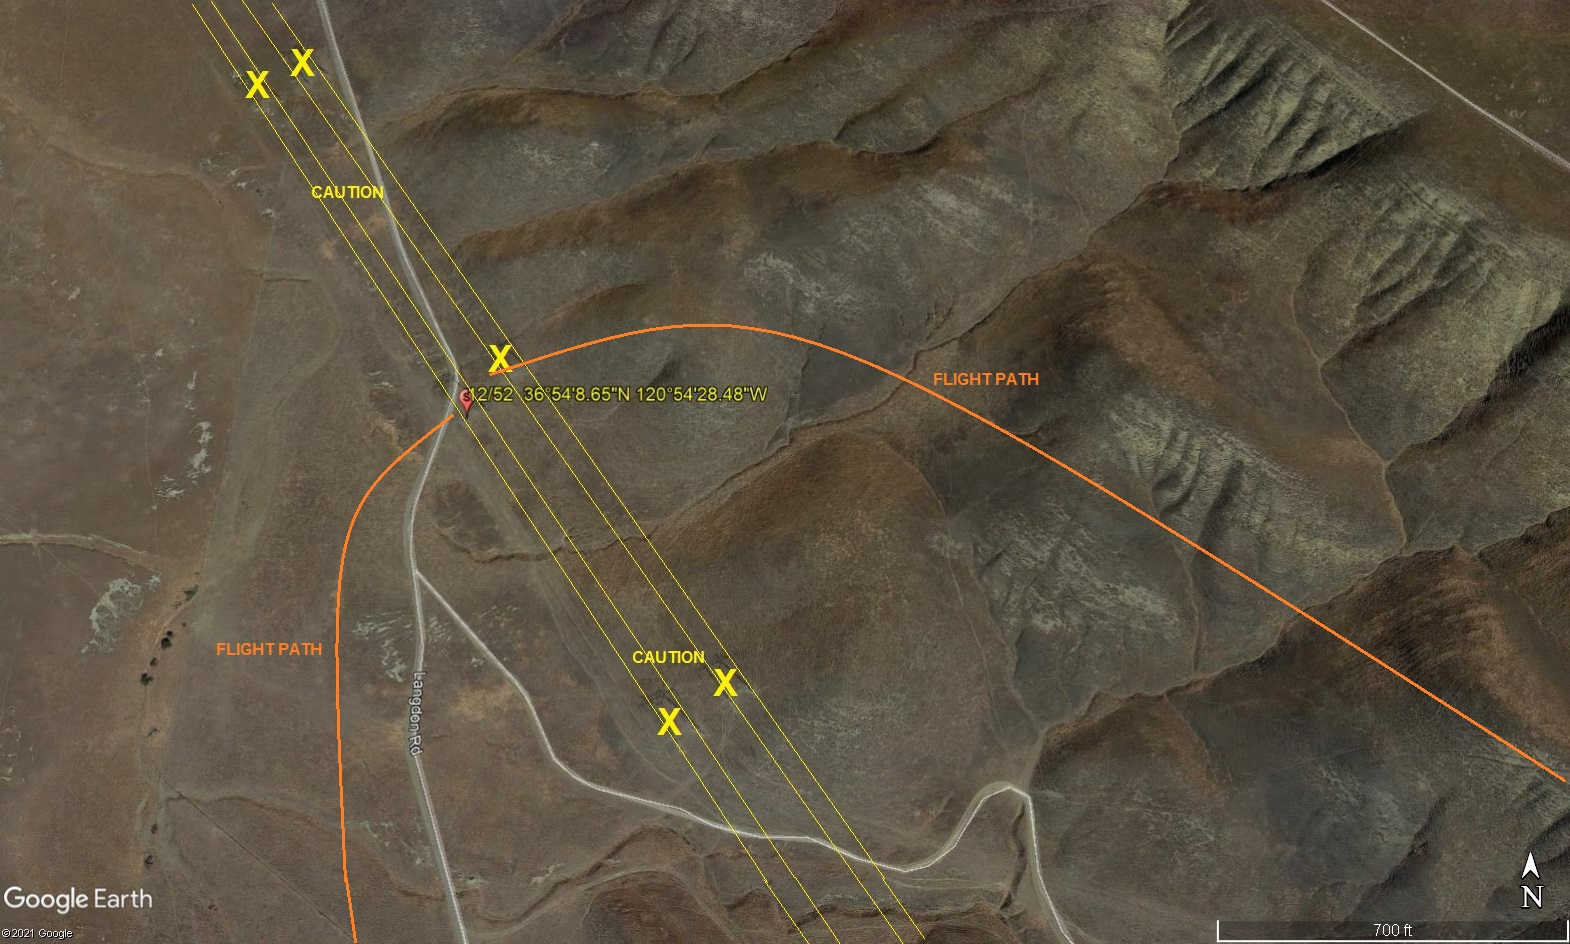 X
X
CAUTION
X
42/52  36°54'8.65"N 120°54'28.48"W
S
FLIGHT PATH
FLIGHT PATH
CAUTION
X
X
Langdon Rd
Google Earth
©2021 Google
N
700 ft